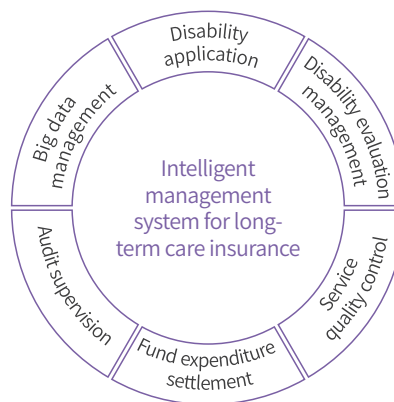 Disability
application
Disability evaluation
management
Service
quality control
Fund expenditure
settlement
Audit supervision
Big data
management
Intelligent
management
system for long-
term care insurance